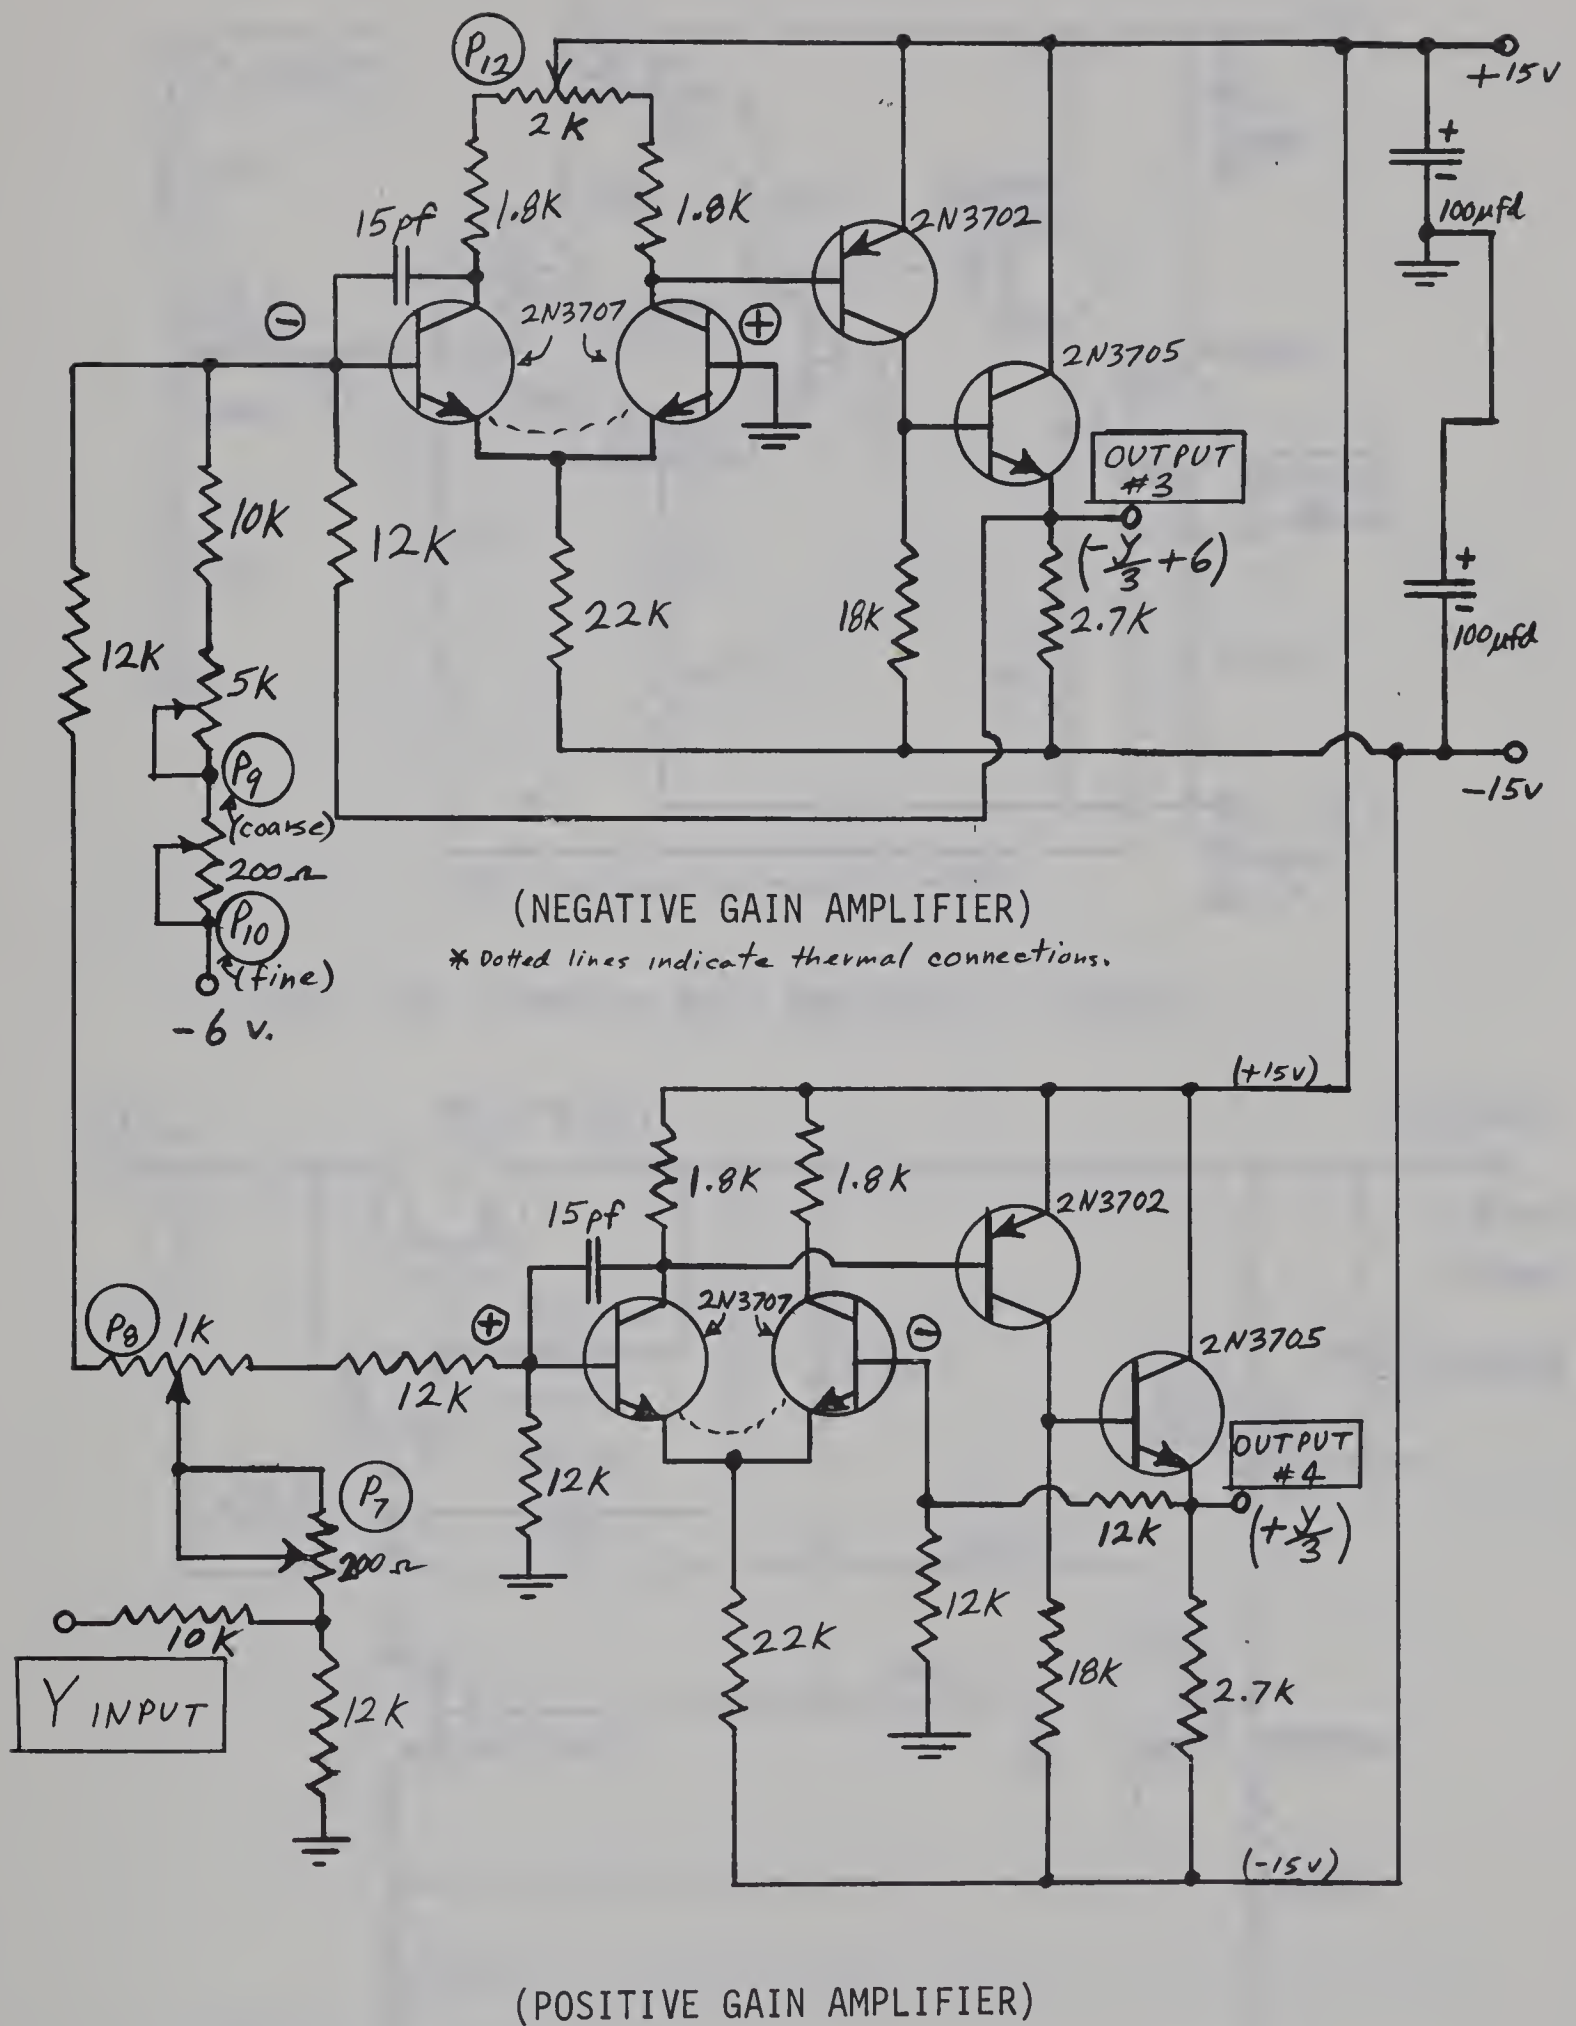 P12
+15v
2K
1.8K
1.8K
15pf
+
-
100µfd
2N3702
2N3707
-
+
2N3705
OUTPUT
#3
(-y/3 +6)
10K
12K
22K
18K
2.7K
+
-
100µfd
12K
5K
P9
(coarse)
-15v
200Ω
P10
(fine)
-6 v.
(NEGATIVE GAIN AMPLIFIER)
* Dotted lines indicate thermal connections.
(+15v)
1.8K
1.8K
15pf
2N3702
2N3707
+
-
P8
1K
12K
2N3705
OUTPUT
#4
(+y/3)
12K
12K
P7
200Ω
10K
Y INPUT
12K
22K
12K
18K
2.7K
(-15v)
(POSITIVE GAIN AMPLIFIER)